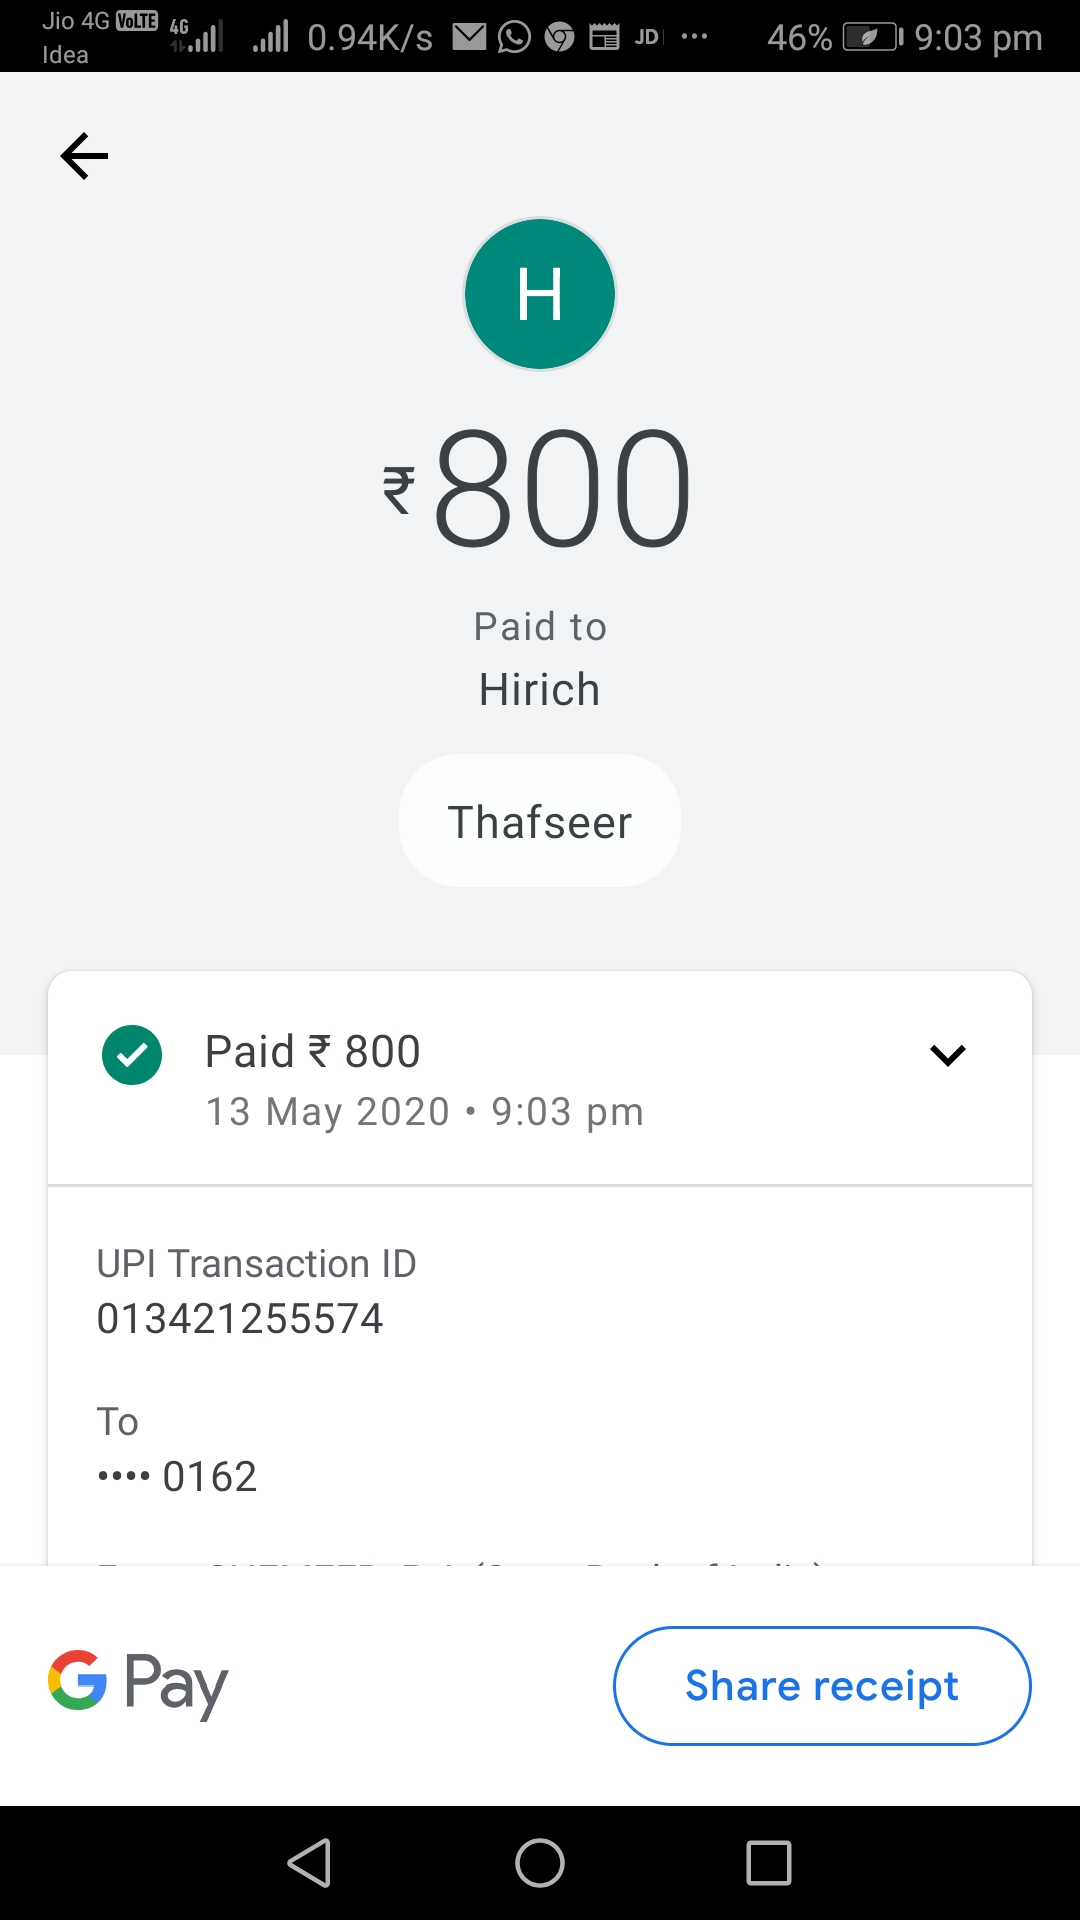 Jio 4G VoLTE 4G 0.94K/s JD 46% 9:03 pm
Idea
H
₹800
Paid to
Hirich
Thafseer
Paid ₹ 800
13 May 2020 • 9:03 pm
UPI Transaction ID
013421255574
To
•••• 0162
G Pay
Share receipt